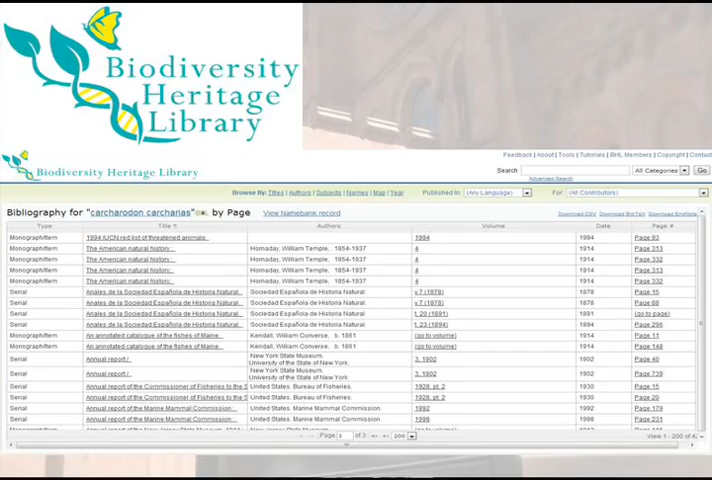 Biodiversity
Heritage
Library
Feedback | About | Tools | Tutorials | BHL Members | Copyright | Contact
Biodiversity Heritage Library
Search All Categories Go
Advanced Search
Browse By: Titles | Authors | Subjects | Names | Map | Year Published In: (Any Language) For: (All Contributors)
Bibliography for "carcharodon carcharias" by Page View Namebank record Download CSV Download BibTeX Download EndNote
Type Title Authors Volume Date Page #
Monograph/Item 1994 IUCN red list of threatened animals. 1994 1994 Page 93
Monograph/Item The American natural history; Hornaday, William Temple, 1854-1937 4 1914 Page 313
Monograph/Item The American natural history; Hornaday, William Temple, 1854-1937 4 1914 Page 332
Monograph/Item The American natural history; Hornaday, William Temple, 1854-1937 4 1914 Page 313
Monograph/Item The American natural history; Hornaday, William Temple, 1854-1937 4 1914 Page 332
Serial Anales de la Sociedad Española de Historia Natural. Sociedad Española de Historia Natural. v.7 (1878) 1878 Page 15
Serial Anales de la Sociedad Española de Historia Natural. Sociedad Española de Historia Natural. v.7 (1878) 1878 Page 68
Serial Anales de la Sociedad Española de Historia Natural. Sociedad Española de Historia Natural. t. 20 (1891) 1891 (go to page)
Serial Anales de la Sociedad Española de Historia Natural. Sociedad Española de Historia Natural. t. 23 (1894) 1894 Page 296
Monograph/Item An annotated catalogue of the fishes of Maine. Kendall, William Converse, b. 1861 (go to volume) 1914 Page 11
Monograph/Item An annotated catalogue of the fishes of Maine. Kendall, William Converse, b. 1861 (go to volume) 1914 Page 148
Serial Annual report / New York State Museum. University of the State of New York. 3, 1902 1902 Page 40
Serial Annual report / New York State Museum. University of the State of New York. 3, 1902 1902 Page 739
Serial Annual report of the Commissioner of Fisheries to the S United States. Bureau of Fisheries. 1928, pt. 2 1930 Page 15
Serial Annual report of the Commissioner of Fisheries to the S United States. Bureau of Fisheries. 1928, pt. 2 1930 Page 20
Serial Annual report of the Marine Mammal Commission. United States. Marine Mammal Commission. 1992 1992 Page 179
Serial Annual report of the Marine Mammal Commission. United States. Marine Mammal Commission. 1998 1998 Page 231
Page 1 of 3 200 View 1 - 200 of